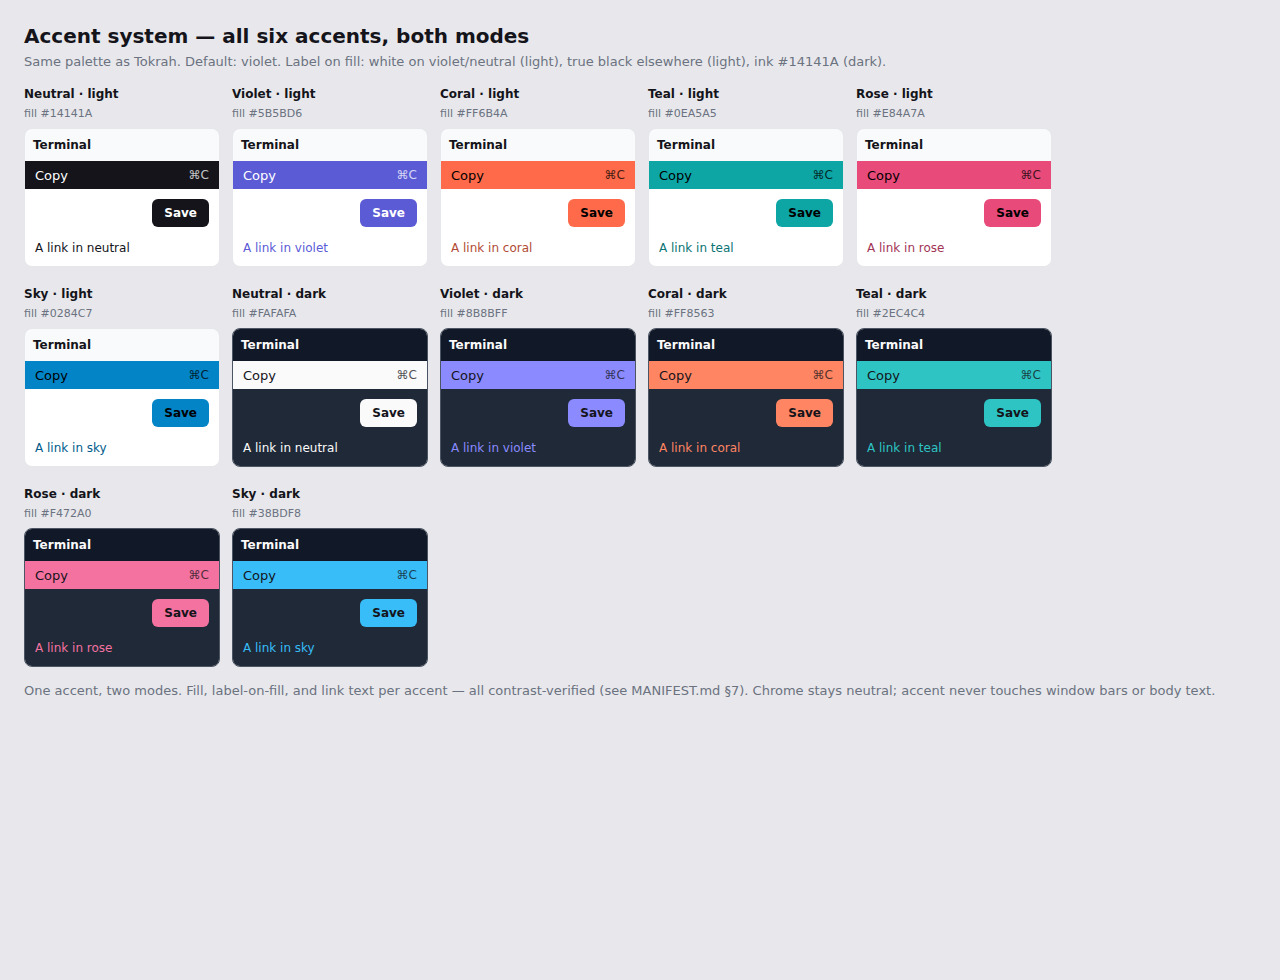 Accent system — all six accents, both modes
Same palette as Tokrah. Default: violet. Label on fill: white on violet/neutral (light), true black elsewhere (light), ink #14141A (dark).
Neutral · light
fill #14141A
Terminal
Copy ⌘C
Save
A link in neutral
Violet · light
fill #5B5BD6
Terminal
Copy ⌘C
Save
A link in violet
Coral · light
fill #FF6B4A
Terminal
Copy ⌘C
Save
A link in coral
Teal · light
fill #0EA5A5
Terminal
Copy ⌘C
Save
A link in teal
Rose · light
fill #E84A7A
Terminal
Copy ⌘C
Save
A link in rose
Sky · light
fill #0284C7
Terminal
Copy ⌘C
Save
A link in sky
Neutral · dark
fill #FAFAFA
Terminal
Copy ⌘C
Save
A link in neutral
Violet · dark
fill #8B8BFF
Terminal
Copy ⌘C
Save
A link in violet
Coral · dark
fill #FF8563
Terminal
Copy ⌘C
Save
A link in coral
Teal · dark
fill #2EC4C4
Terminal
Copy ⌘C
Save
A link in teal
Rose · dark
fill #F472A0
Terminal
Copy ⌘C
Save
A link in rose
Sky · dark
fill #38BDF8
Terminal
Copy ⌘C
Save
A link in sky
One accent, two modes. Fill, label-on-fill, and link text per accent — all contrast-verified (see MANIFEST.md §7). Chrome stays neutral; accent never touches window bars or body text.